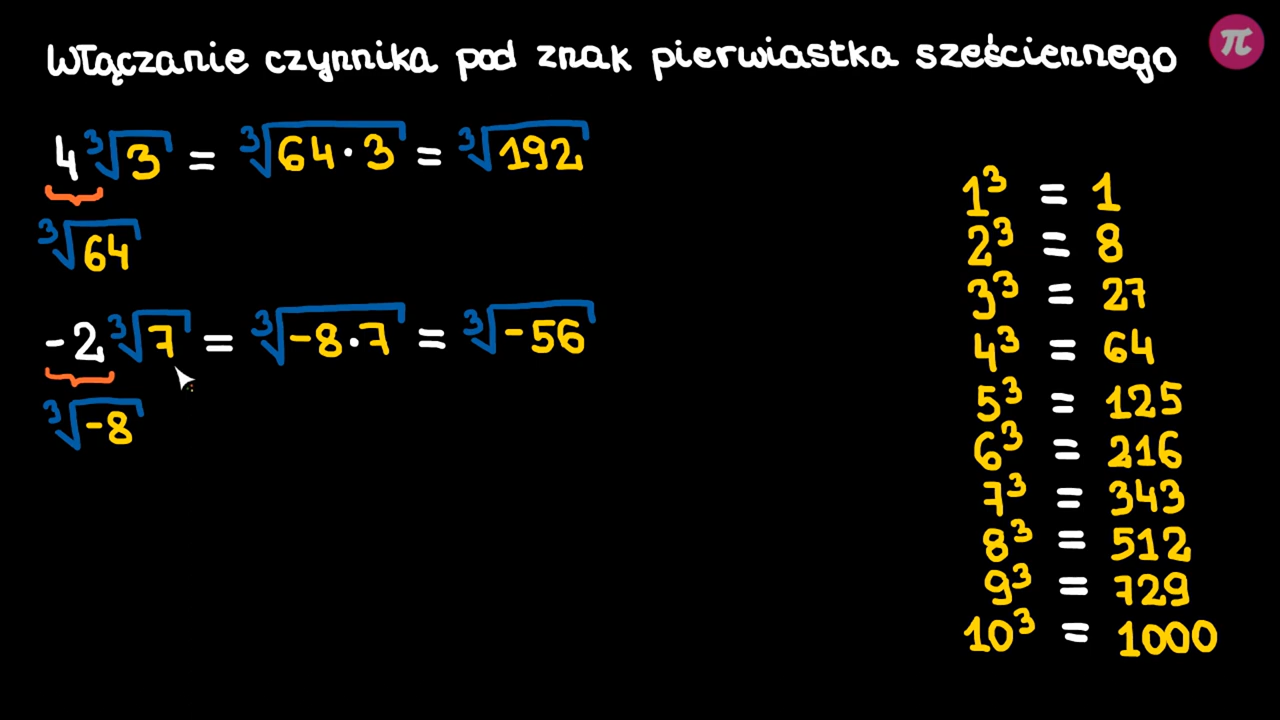 Włączanie czynnika pod znak pierwiastka sześciennego
π
4∛3 = ∛64·3 = ∛192
∛64
-2∛7 = ∛-8·7 = ∛-56
∛-8
1³ = 1
2³ = 8
3³ = 27
4³ = 64
5³ = 125
6³ = 216
7³ = 343
8³ = 512
9³ = 729
10³ = 1000